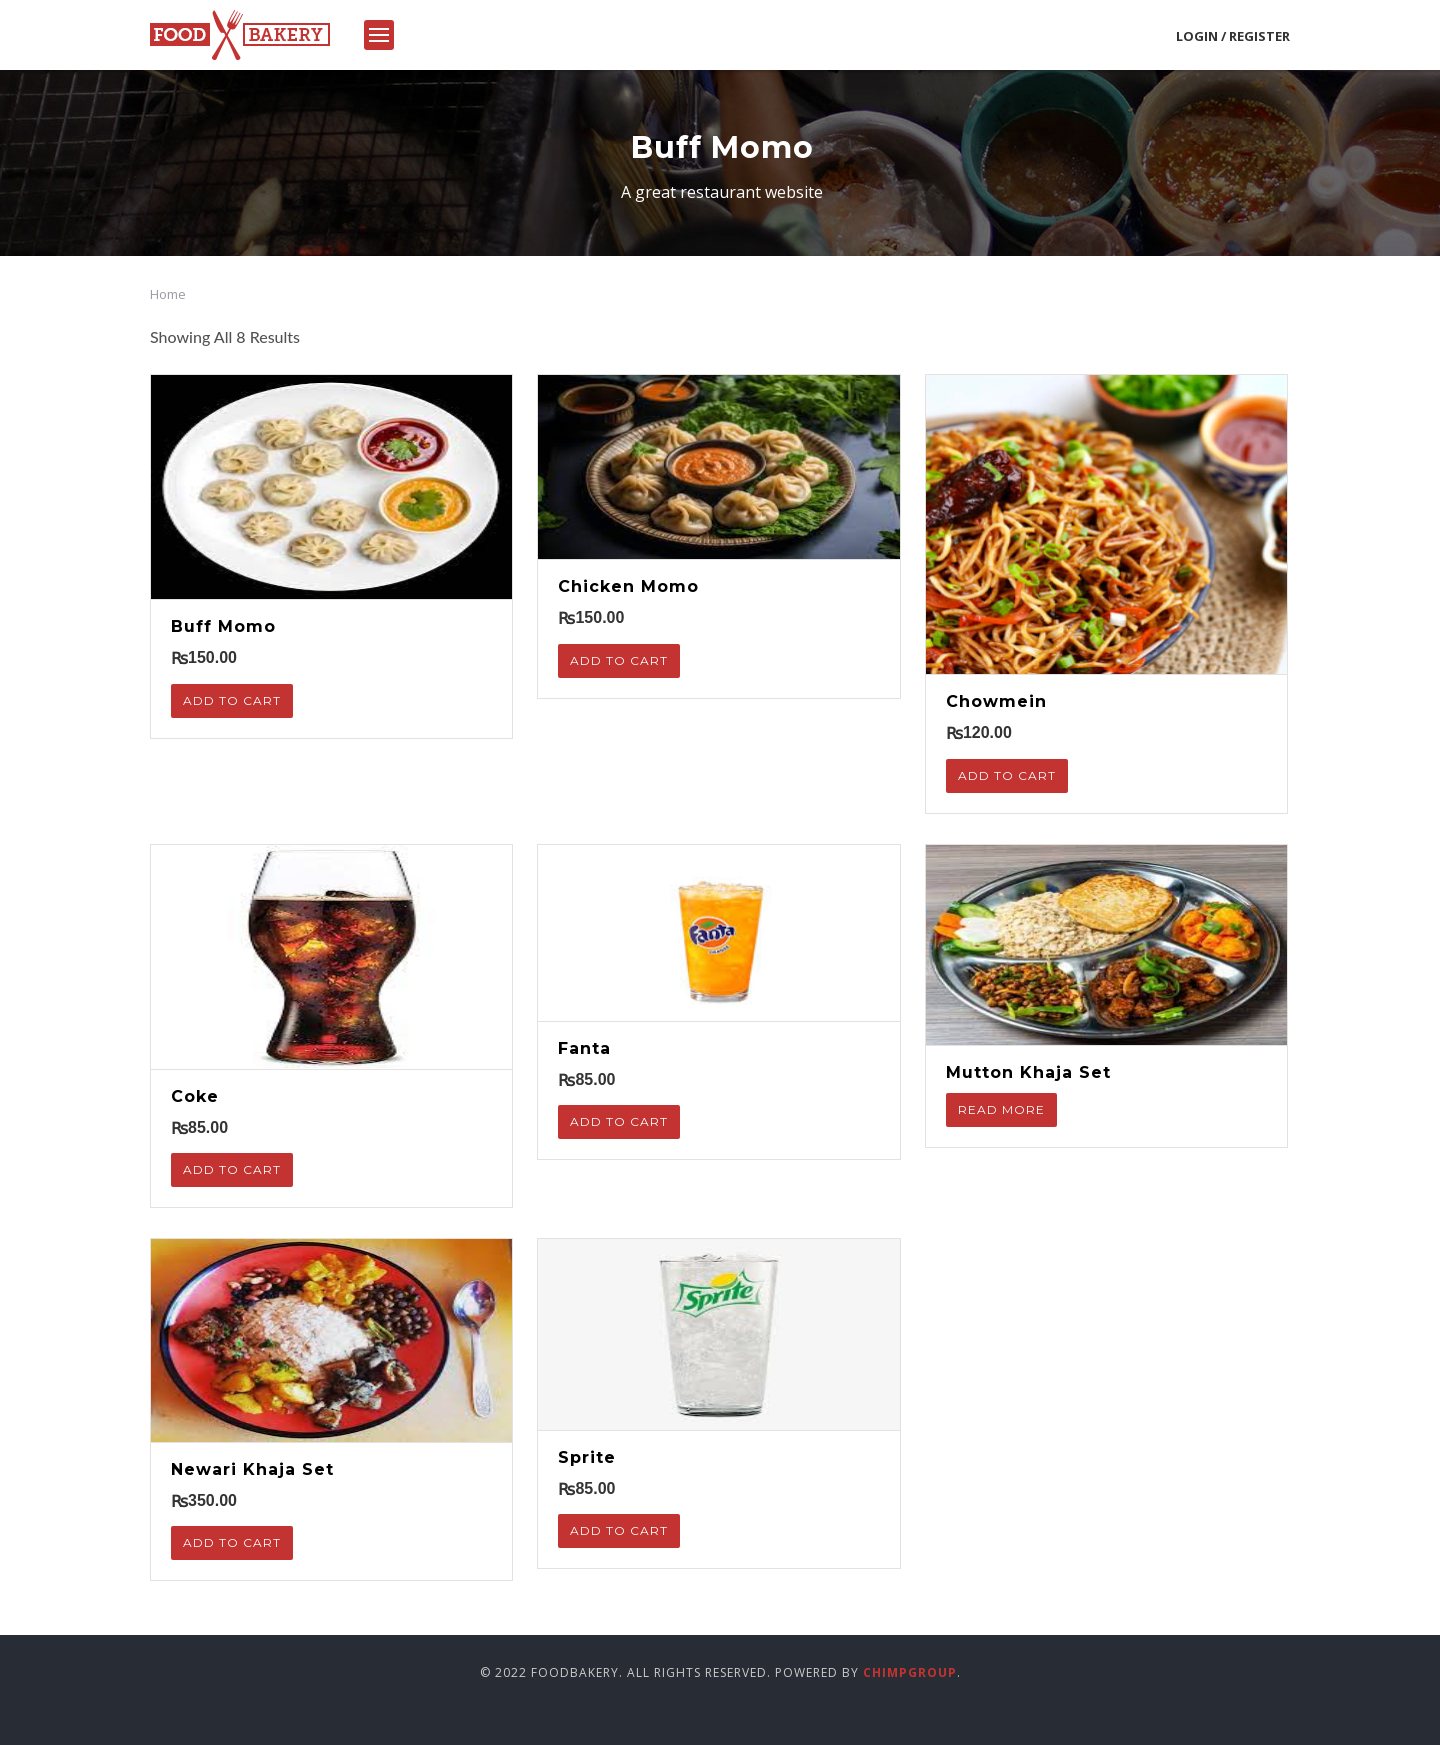 FOOD BAKERY
LOGIN / REGISTER
Buff Momo
A great restaurant website
Home
Showing All 8 Results
Buff Momo
₨150.00
ADD TO CART
Chicken Momo
₨150.00
ADD TO CART
Chowmein
₨120.00
ADD TO CART
Coke
₨85.00
ADD TO CART
Fanta
Fanta
₨85.00
ADD TO CART
Mutton Khaja Set
READ MORE
Newari Khaja Set
₨350.00
ADD TO CART
Sprite
Sprite
₨85.00
ADD TO CART
© 2022 FOODBAKERY. ALL RIGHTS RESERVED. POWERED BY CHIMPGROUP.